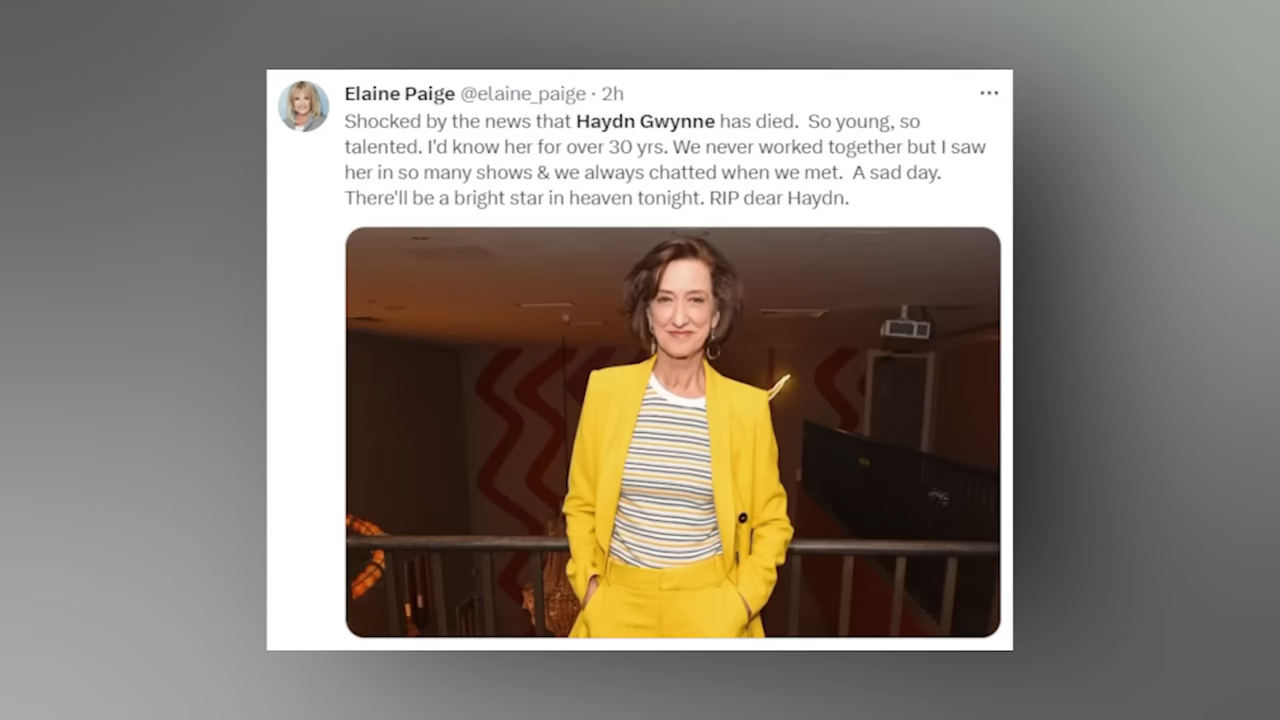 Elaine Paige @elaine_paige · 2h
Shocked by the news that Haydn Gwynne has died.  So young, so
talented. I'd know her for over 30 yrs. We never worked together but I saw
her in so many shows & we always chatted when we met.  A sad day.
There'll be a bright star in heaven tonight. RIP dear Haydn.